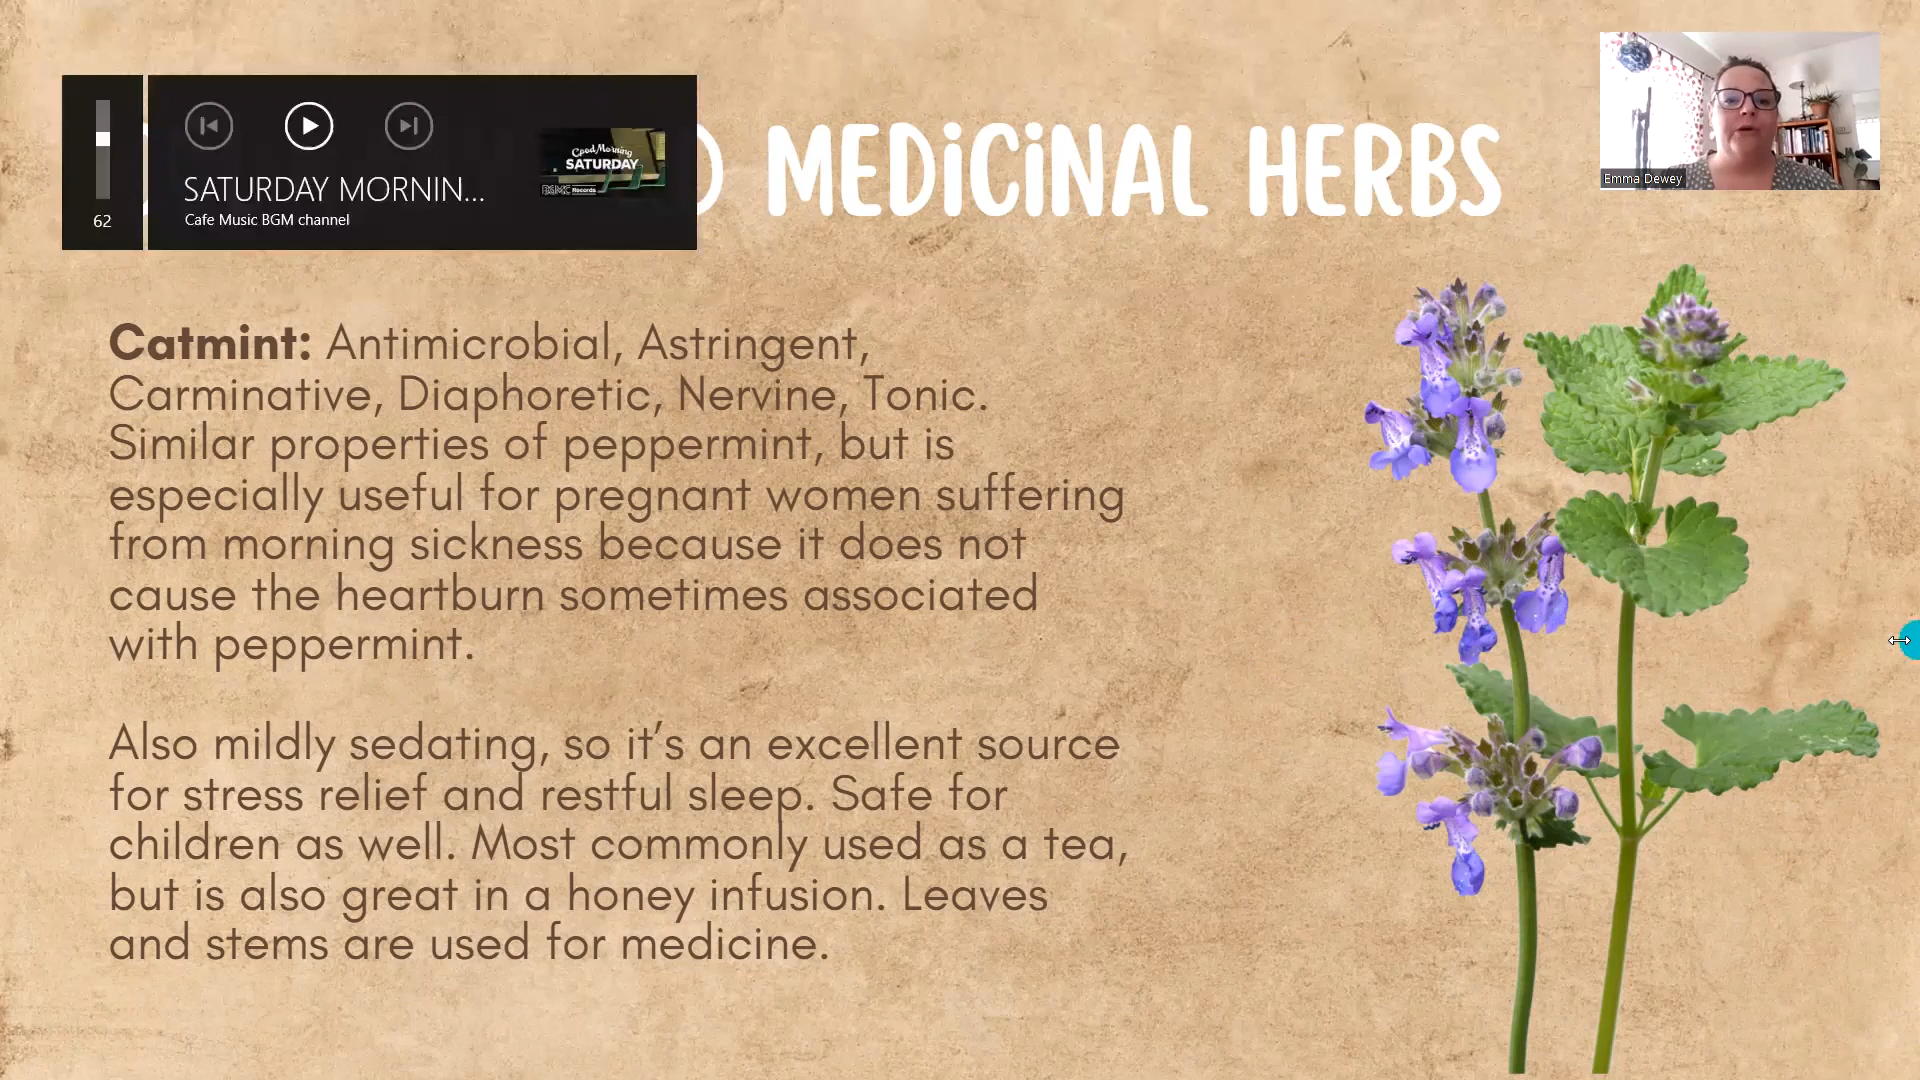 62
SATURDAY MORNIN...
Cafe Music BGM channel
Good Morning
SATURDAY
BGMC Records
MEDICINAL HERBS
Emma Dewey
Catmint: Antimicrobial, Astringent,
Carminative, Diaphoretic, Nervine, Tonic.
Similar properties of peppermint, but is
especially useful for pregnant women suffering
from morning sickness because it does not
cause the heartburn sometimes associated
with peppermint.
Also mildly sedating, so it’s an excellent source
for stress relief and restful sleep. Safe for
children as well. Most commonly used as a tea,
but is also great in a honey infusion. Leaves
and stems are used for medicine.